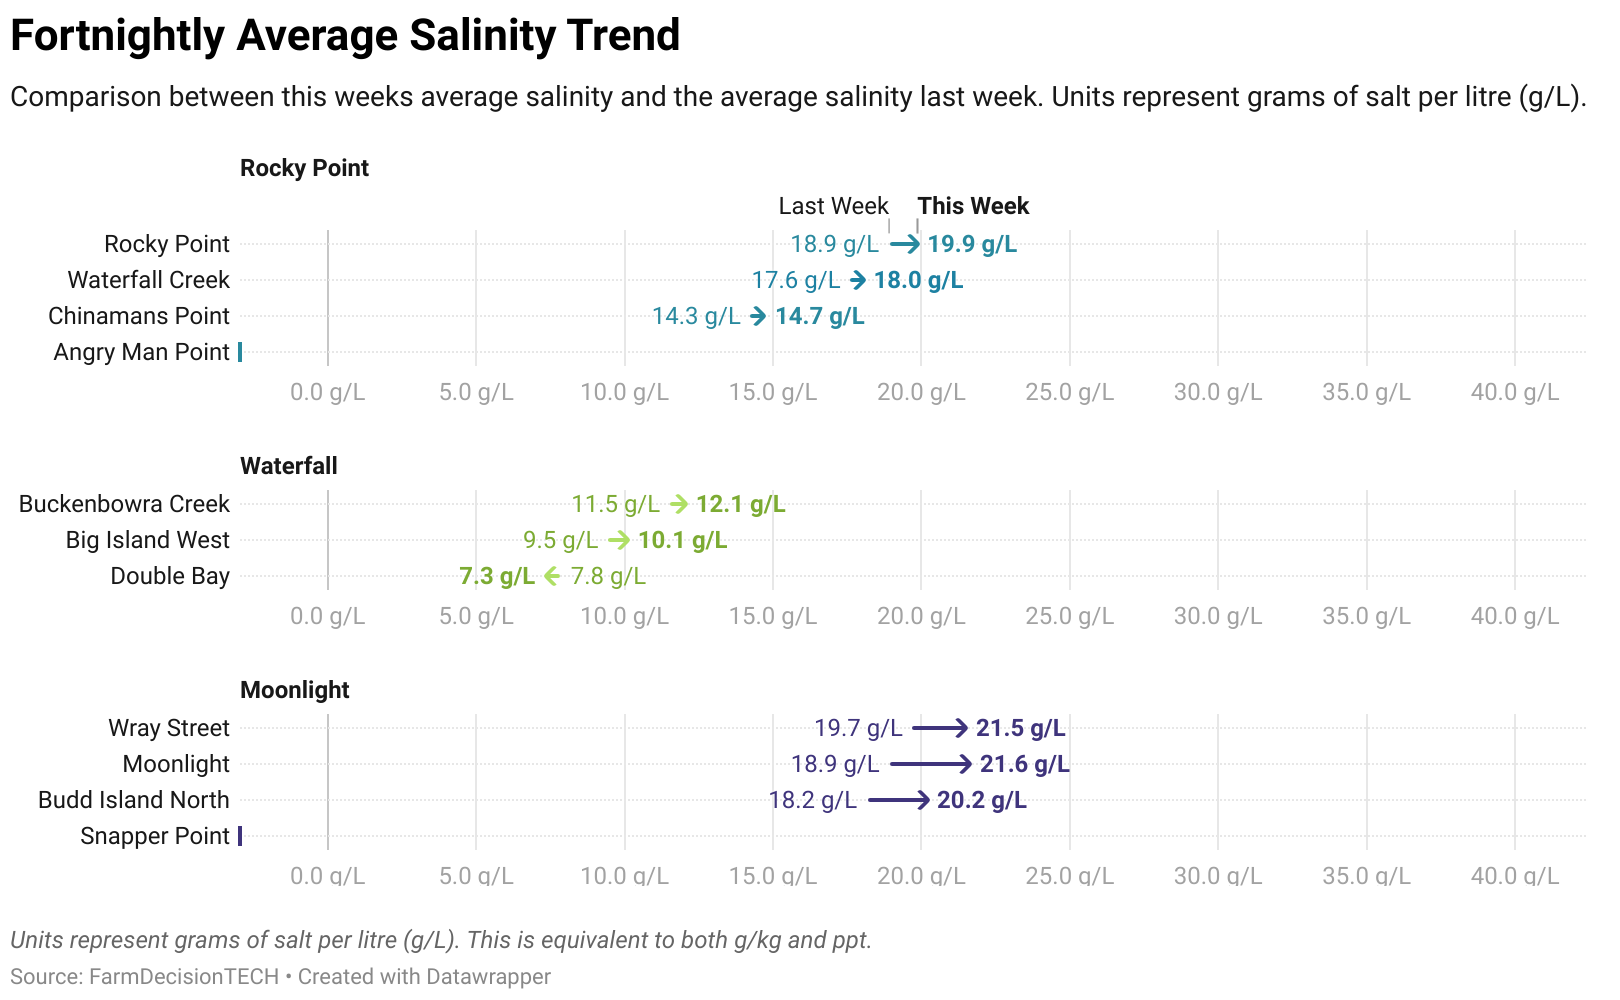 Fortnightly Average Salinity Trend
Comparison between this weeks average salinity and the average salinity last week. Units represent grams of salt per litre (g/L).
Rocky Point
Last Week This Week
Rocky Point 18.9 g/L 19.9 g/L
Waterfall Creek 17.6 g/L 18.0 g/L
Chinamans Point 14.3 g/L 14.7 g/L
Angry Man Point
0.0 g/L 5.0 g/L 10.0 g/L 15.0 g/L 20.0 g/L 25.0 g/L 30.0 g/L 35.0 g/L 40.0 g/L
Waterfall
Buckenbowra Creek 11.5 g/L 12.1 g/L
Big Island West 9.5 g/L 10.1 g/L
Double Bay 7.3 g/L 7.8 g/L
0.0 g/L 5.0 g/L 10.0 g/L 15.0 g/L 20.0 g/L 25.0 g/L 30.0 g/L 35.0 g/L 40.0 g/L
Moonlight
Wray Street 19.7 g/L 21.5 g/L
Moonlight 18.9 g/L 21.6 g/L
Budd Island North 18.2 g/L 20.2 g/L
Snapper Point
0.0 g/L 5.0 g/L 10.0 g/L 15.0 g/L 20.0 g/L 25.0 g/L 30.0 g/L 35.0 g/L 40.0 g/L
Units represent grams of salt per litre (g/L). This is equivalent to both g/kg and ppt.
Source: FarmDecisionTECH • Created with Datawrapper